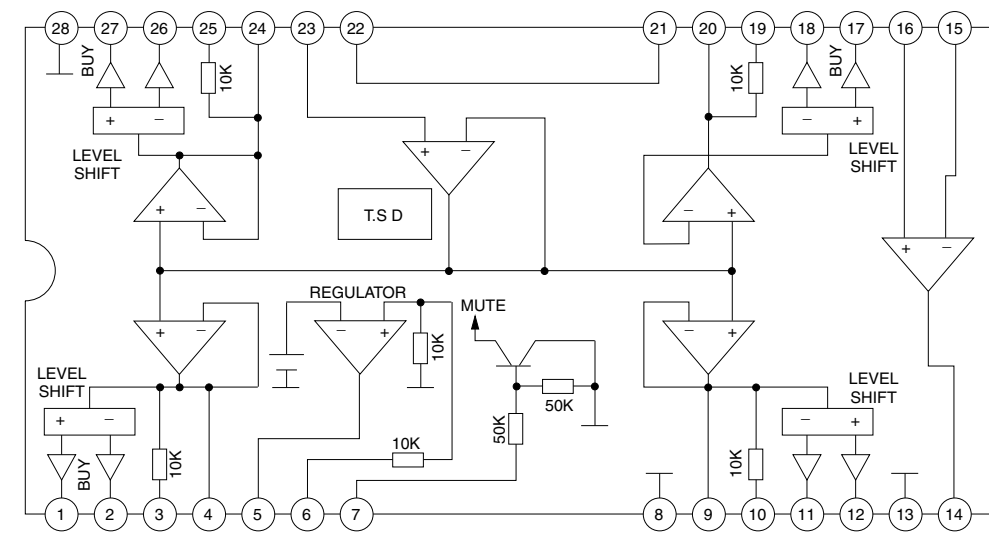 28 27 26 25 24 23 22 21 20 19 18 17 16 15
BUY
10K
10K
BUY
+ −
− +
LEVEL
SHIFT
LEVEL
SHIFT
+ −
+ −
T.S D
− +
+ −
REGULATOR
MUTE
+ −
− +
− +
10K
LEVEL
SHIFT
LEVEL
SHIFT
50K
+ −
− +
BUY
10K
10K
50K
10K
1 2 3 4 5 6 7 8 9 10 11 12 13 14